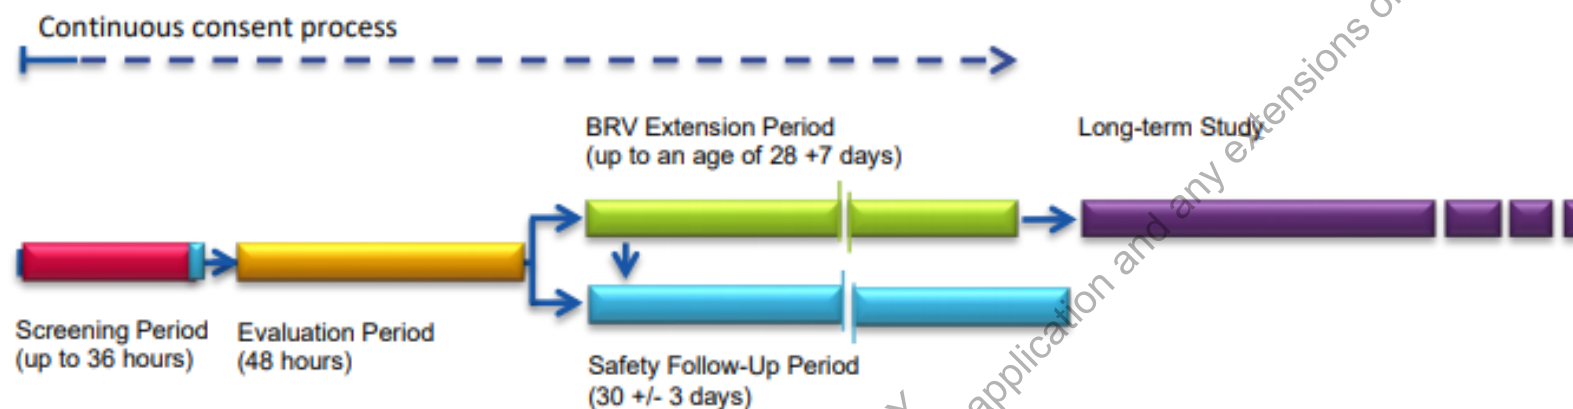 Continuous consent process
BRV Extension Period
(up to an age of 28 +7 days)
Long-term Study
Screening Period
(up to 36 hours)
Evaluation Period
(48 hours)
Safety Follow-Up Period
(30 +/- 3 days)
application and any extensions